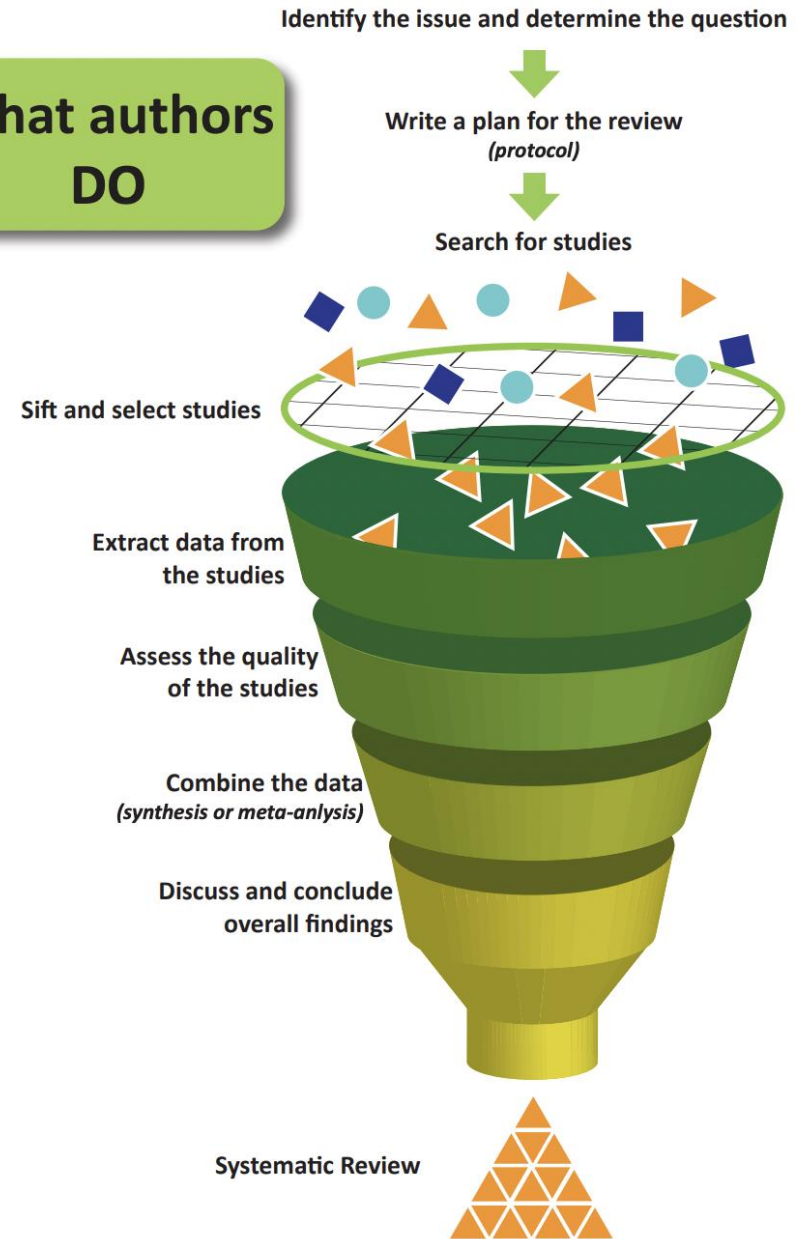 Identify the issue and determine the question
hat authors
DO
Write a plan for the review
(protocol)
Search for studies
Sift and select studies
Extract data from
the studies
Assess the quality
of the studies
Combine the data
(synthesis or meta-anlysis)
Discuss and conclude
overall findings
Systematic Review